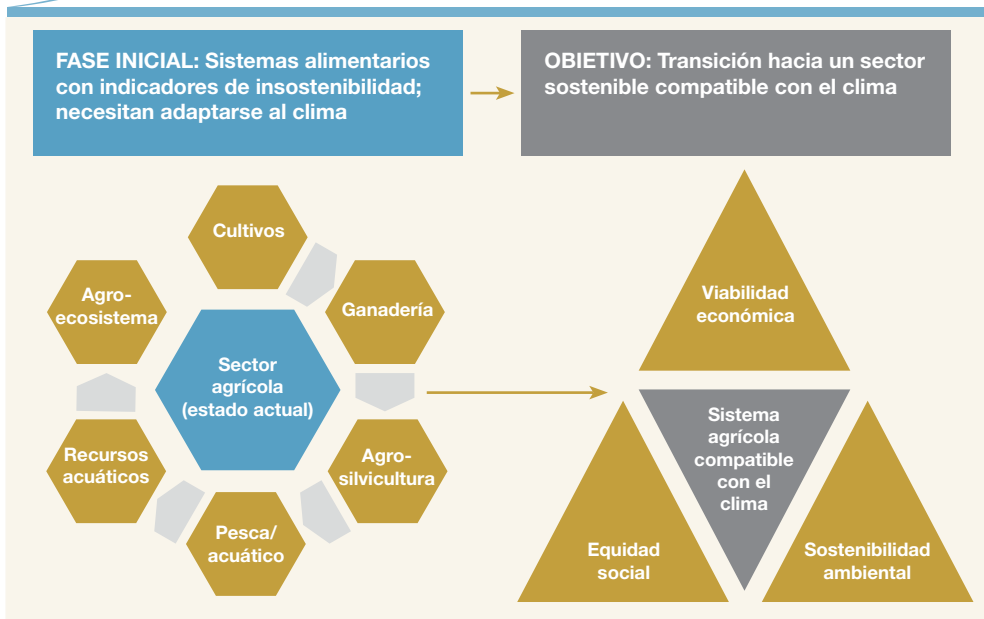 FASE INICIAL: Sistemas alimentarios
con indicadores de insostenibilidad;
necesitan adaptarse al clima
OBIETIVO: Transición hacia un sector
sostenible compatible con el clima
Cultivos
Ganadería
Agro-
silvicultura
Pesca/
acuático
Recursos
acuáticos
Agro-
ecosistema
Sector
agrícola
(estado actual)
Viabilidad
económica
Sistema
agrícola
compatible
con el
clima
Equidad
social
Sostenibilidad
ambiental